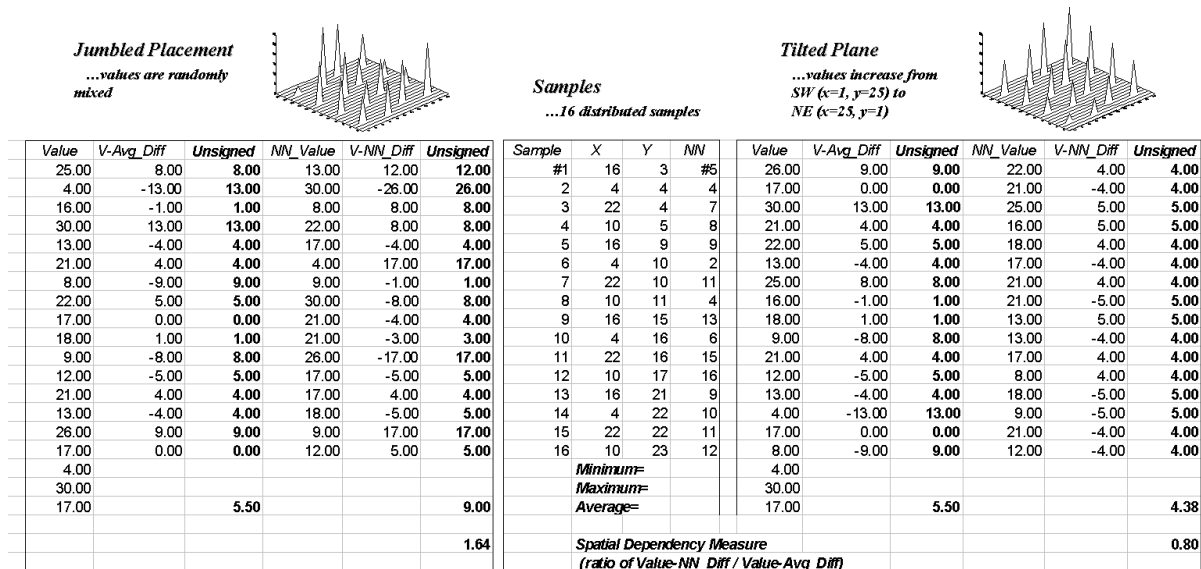 Jumbled Placement
...values are randomly
mixed
Samples
...16 distributed samples
Tilted Plane
...values increase from
SW (x=1, y=25) to
NE (x=25, y=1)
Value V-Avg_Diff Unsigned NN_Value V-NN_Diff Unsigned Sample X Y NN Value V-Avg_Diff Unsigned NN_Value V-NN_Diff Unsigned
25.00 8.00 8.00 13.00 12.00 12.00 #1 16 3 #5 26.00 9.00 9.00 22.00 4.00 4.00
4.00 -13.00 13.00 30.00 -26.00 26.00 2 4 4 4 17.00 0.00 0.00 21.00 -4.00 4.00
16.00 -1.00 1.00 8.00 8.00 8.00 3 22 4 7 30.00 13.00 13.00 25.00 5.00 5.00
30.00 13.00 13.00 22.00 8.00 8.00 4 10 5 8 21.00 4.00 4.00 16.00 5.00 5.00
13.00 -4.00 4.00 17.00 -4.00 4.00 5 16 9 9 22.00 5.00 5.00 18.00 4.00 4.00
21.00 4.00 4.00 4.00 17.00 17.00 6 4 10 2 13.00 -4.00 4.00 17.00 -4.00 4.00
8.00 -9.00 9.00 9.00 -1.00 1.00 7 22 10 11 25.00 8.00 8.00 21.00 4.00 4.00
22.00 5.00 5.00 30.00 -8.00 8.00 8 10 11 4 16.00 -1.00 1.00 21.00 -5.00 5.00
17.00 0.00 0.00 21.00 -4.00 4.00 9 16 15 13 18.00 1.00 1.00 13.00 5.00 5.00
18.00 1.00 1.00 21.00 -3.00 3.00 10 4 16 6 9.00 -8.00 8.00 13.00 -4.00 4.00
9.00 -8.00 8.00 26.00 -17.00 17.00 11 22 16 15 21.00 4.00 4.00 17.00 4.00 4.00
12.00 -5.00 5.00 17.00 -5.00 5.00 12 10 17 16 12.00 -5.00 5.00 8.00 4.00 4.00
21.00 4.00 4.00 17.00 4.00 4.00 13 16 21 9 13.00 -4.00 4.00 18.00 -5.00 5.00
13.00 -4.00 4.00 18.00 -5.00 5.00 14 4 22 10 4.00 -13.00 13.00 9.00 -5.00 5.00
26.00 9.00 9.00 9.00 17.00 17.00 15 22 22 11 17.00 0.00 0.00 21.00 -4.00 4.00
17.00 0.00 0.00 12.00 5.00 5.00 16 10 23 12 8.00 -9.00 9.00 12.00 -4.00 4.00
4.00 Minimum= 4.00
30.00 Maximum= 30.00
17.00 5.50 9.00 Average= 17.00 5.50 4.38
1.64 Spatial Dependency Measure 0.80
(ratio of Value-NN_Diff / Value-Avg_Diff)